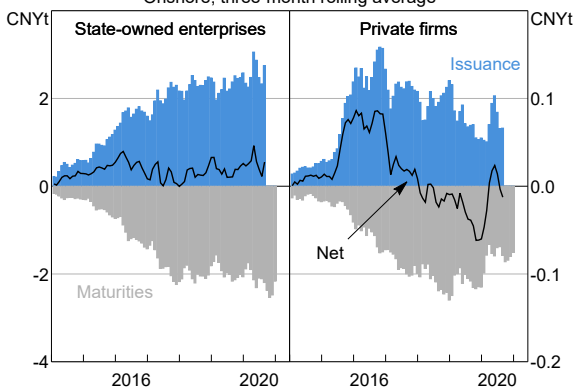 Onshore, three-month rolling average
CNYt State-owned enterprises Private firms CNYt
Issuance
2 0.1
0 0.0
Net
-2 -0.1
Maturities
-4 -0.2
2016 2020 2016 2020